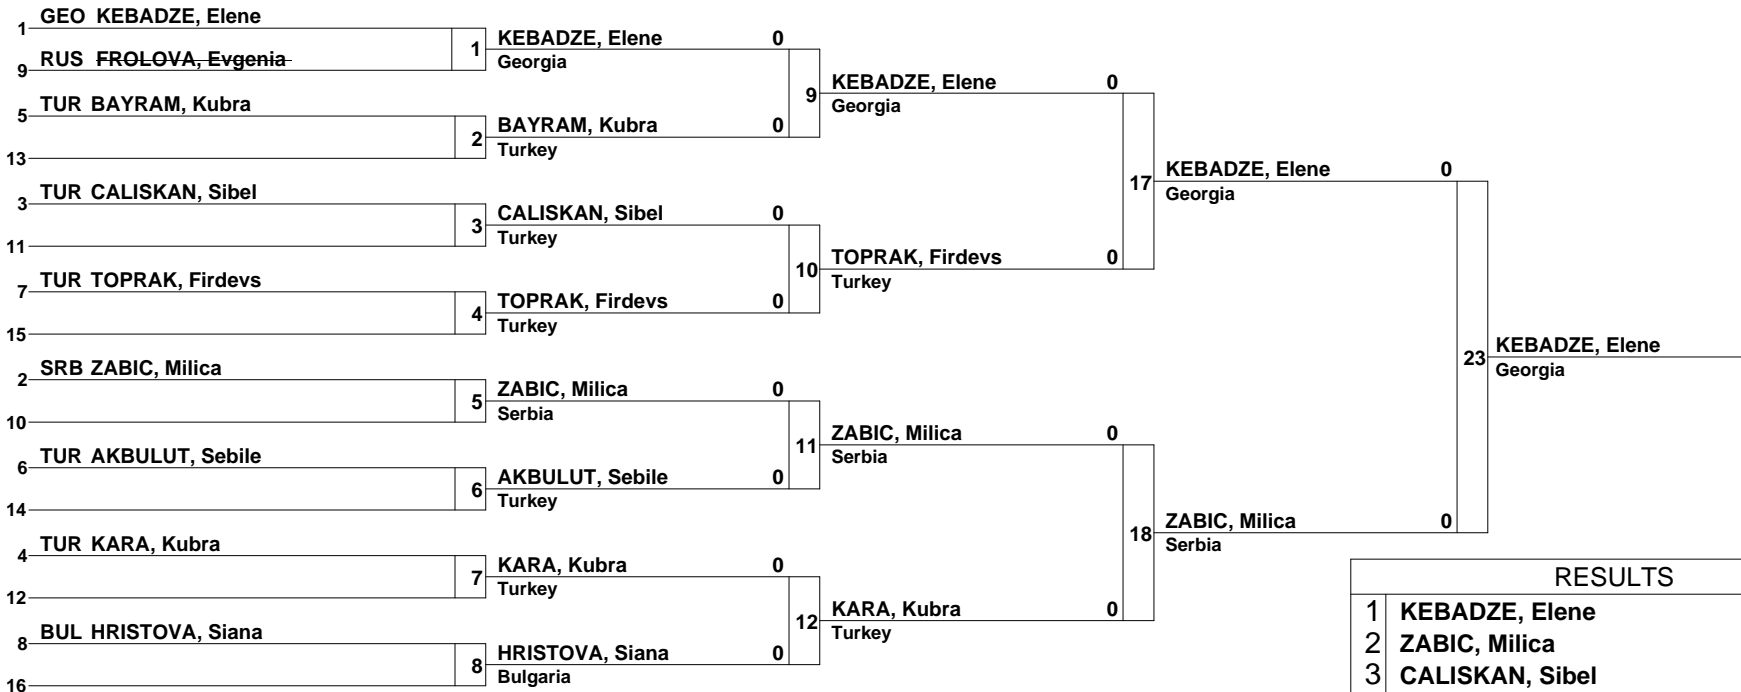 GEO KEBADZE, Elene
1
RUS FROLOVA, Evgenia
9
1
KEBADZE, Elene 0
Georgia
TUR BAYRAM, Kubra
5
13
2
BAYRAM, Kubra 0
Turkey
9
KEBADZE, Elene 0
Georgia
TUR CALISKAN, Sibel
3
11
3
CALISKAN, Sibel 0
Turkey
TUR TOPRAK, Firdevs
7
15
4
TOPRAK, Firdevs 0
Turkey
10
TOPRAK, Firdevs 0
Turkey
17
KEBADZE, Elene 0
Georgia
SRB ZABIC, Milica
2
10
5
ZABIC, Milica 0
Serbia
TUR AKBULUT, Sebile
6
14
6
AKBULUT, Sebile 0
Turkey
11
ZABIC, Milica 0
Serbia
TUR KARA, Kubra
4
12
7
KARA, Kubra 0
Turkey
BUL HRISTOVA, Siana
8
16
8
HRISTOVA, Siana 0
Bulgaria
12
KARA, Kubra 0
Turkey
18
ZABIC, Milica 0
Serbia
23
KEBADZE, Elene
Georgia
RESULTS
1 KEBADZE, Elene
2 ZABIC, Milica
3 CALISKAN, Sibel